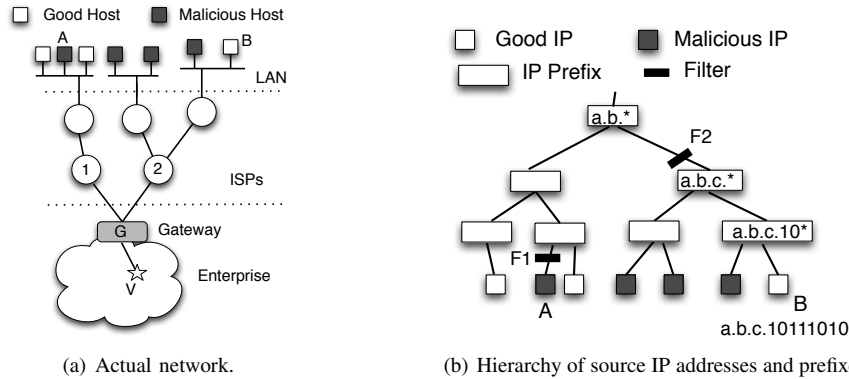 Good Host
Malicious Host
A
B
LAN
1
2
ISPs
G
Gateway
V
Enterprise
(a) Actual network.
Good IP
Malicious IP
IP Prefix
Filter
a.b.*
F2
a.b.c.*
a.b.c.10*
F1
A
B
a.b.c.10111010
(b) Hierarchy of source IP addresses and prefixe